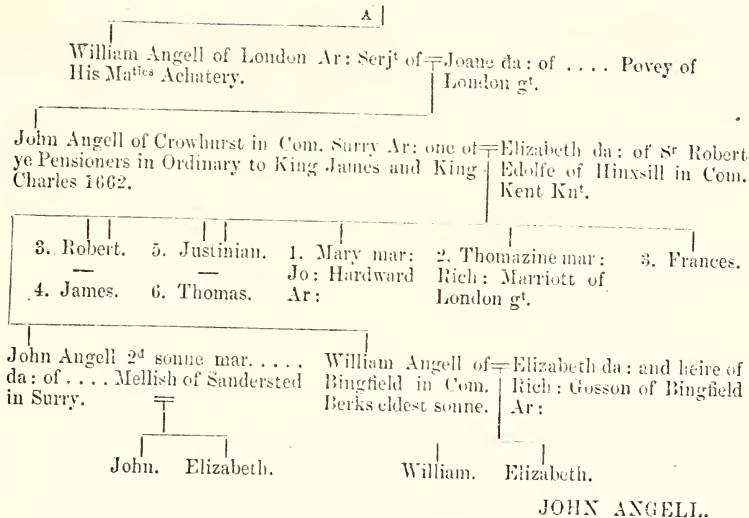 A
William Angell of London Ar: Serjt of
His Maties Achatery.
Joane da: of .... Povey of
London gt.
John Angell of Crowhurst in Com. Surry Ar: one of
ye Pensioners in Ordinary to King James and King
Charles 1662.
Elizabeth da: of Sr Robert
Edolfe of Hinxsill in Com.
Kent Knt.
3. Robert.
4. James.
5. Justinian.
6. Thomas.
1. Mary mar:
Jo: Hardward
Ar:
2. Thomazine mar:
Rich: Marriott of
London gt.
3. Frances.
John Angell 2d sonne mar.....
da: of .... Mellish of Sandersted
in Surry.
William Angell of
Bingfield in Com.
Berks eldest sonne.
Elizabeth da: and heire of
Rich: Gosson of Bingfield
Ar:
John. Elizabeth.
William. Elizabeth.
JOHN ANGELL.